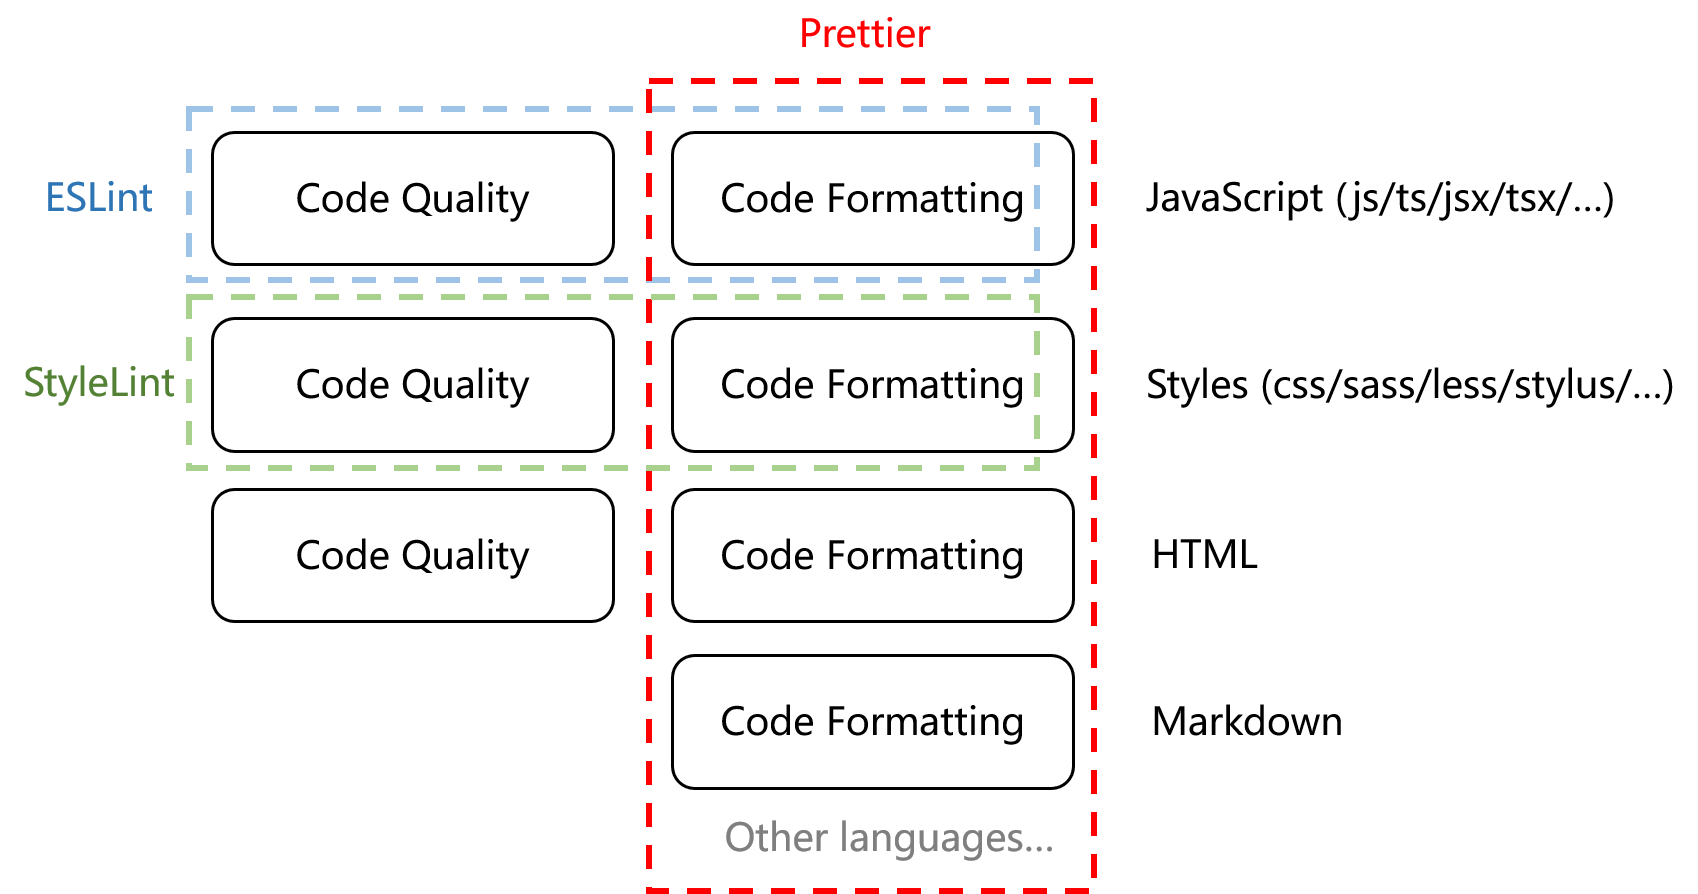 Prettier
ESLint
Code Quality
Code Formatting
JavaScript (js/ts/jsx/tsx/...)
StyleLint
Code Quality
Code Formatting
Styles (css/sass/less/stylus/...)
Code Quality
Code Formatting
HTML
Code Formatting
Markdown
Other languages...